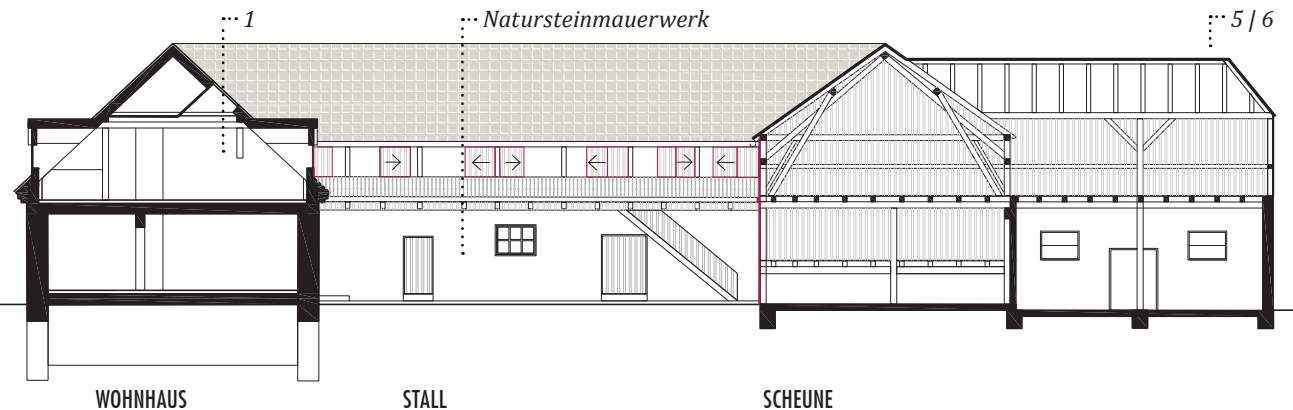 1
Natursteinmauerwerk
5 | 6
WOHNHAUS
STALL
SCHEUNE